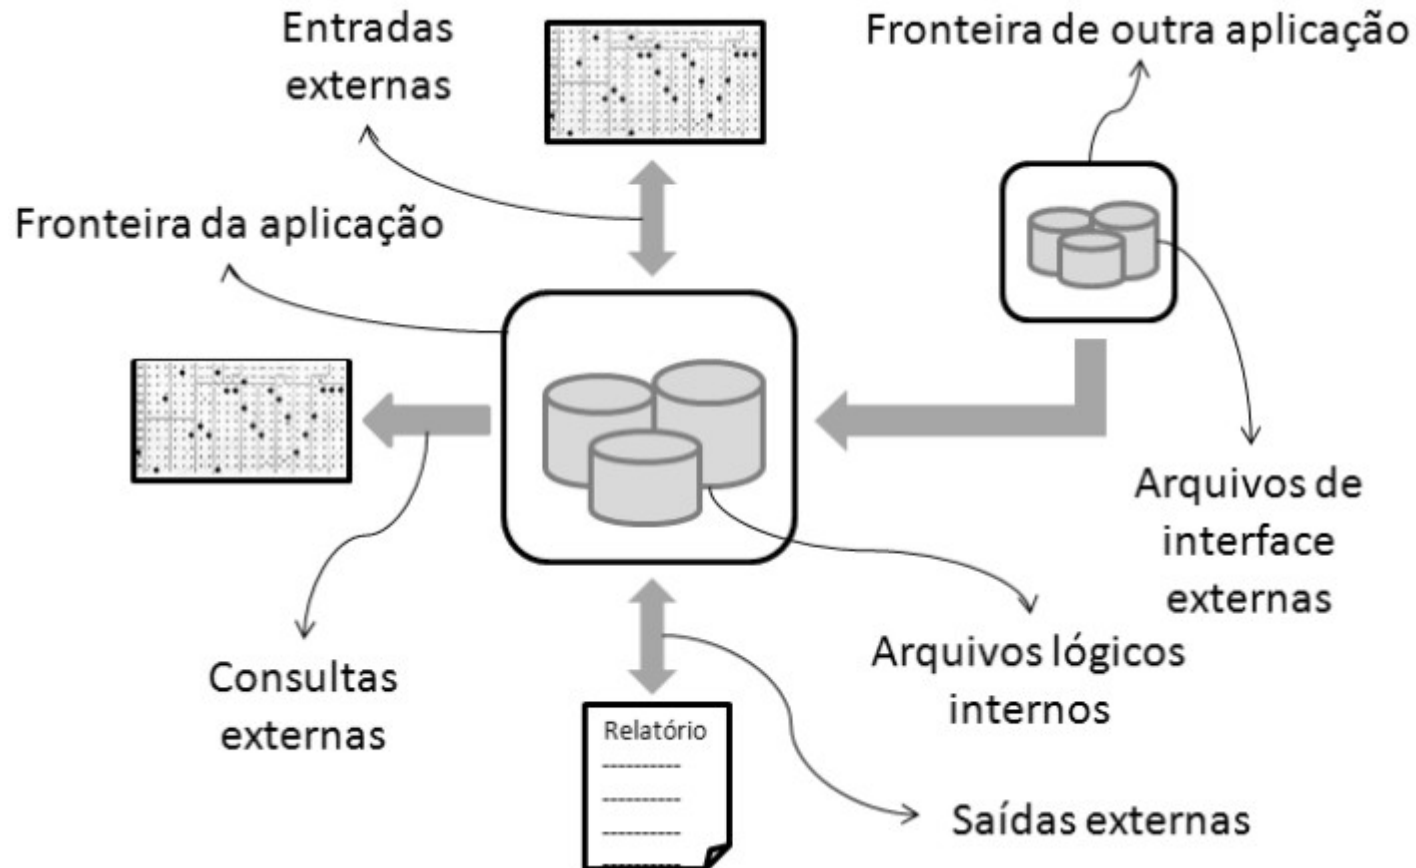 Entradas
externas
Fronteira de outra aplicação
Fronteira da aplicação
Arquivos de
interface
externas
Arquivos lógicos
internos
Consultas
externas
Relatório
----------
----------
----------
----------
Saídas externas